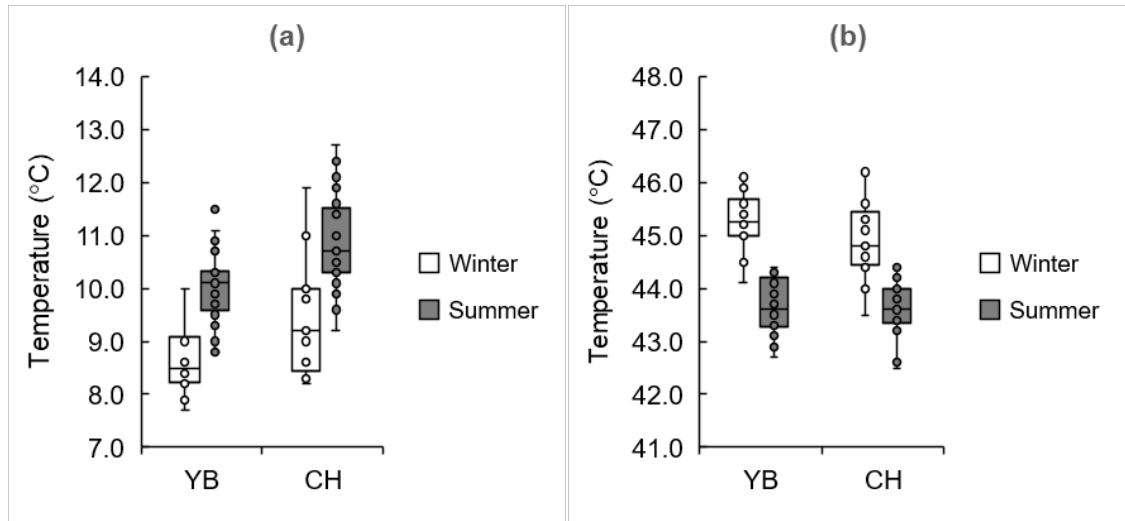 (a)
14.0
13.0
12.0
11.0
10.0
9.0
8.0
7.0
Temperature (°C)
YB
CH
Winter
Summer
(b)
48.0
47.0
46.0
45.0
44.0
43.0
42.0
41.0
Temperature (°C)
YB
CH
Winter
Summer